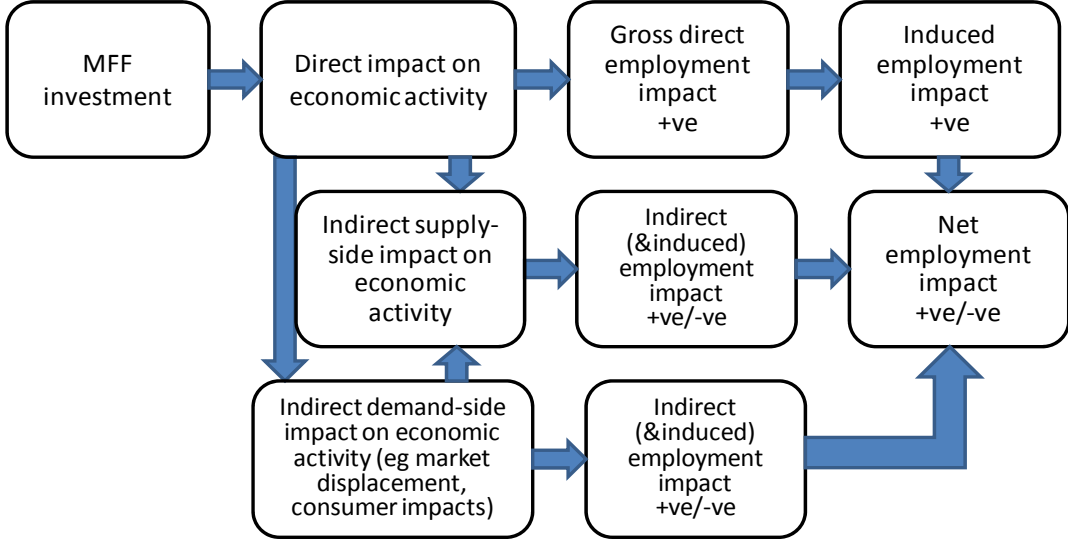 MFF
investment
Direct impact on
economic activity
Gross direct
employment
impact
+ve
Induced
employment
impact
+ve
Indirect supply-
side impact on
economic
activity
Indirect
(&induced)
employment
impact
+ve/-ve
Net
employment
impact
+ve/-ve
Indirect demand-side
impact on economic
activity (eg market
displacement,
consumer impacts)
Indirect
(&induced)
employment
impact
+ve/-ve